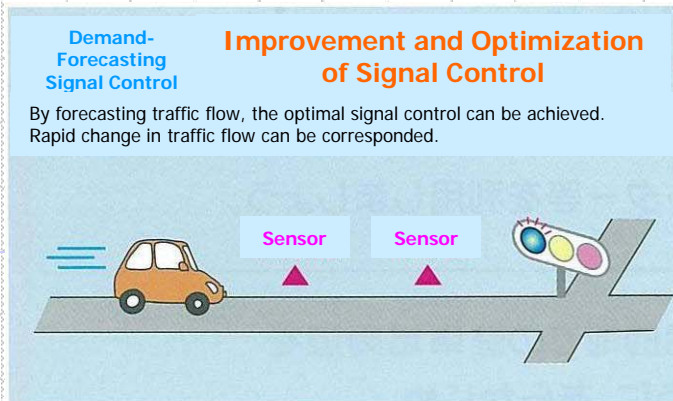 Demand-
Forecasting
Signal Control
Improvement and Optimization
of Signal Control
By forecasting traffic flow, the optimal signal control can be achieved.
Rapid change in traffic flow can be corresponded.
Sensor
Sensor